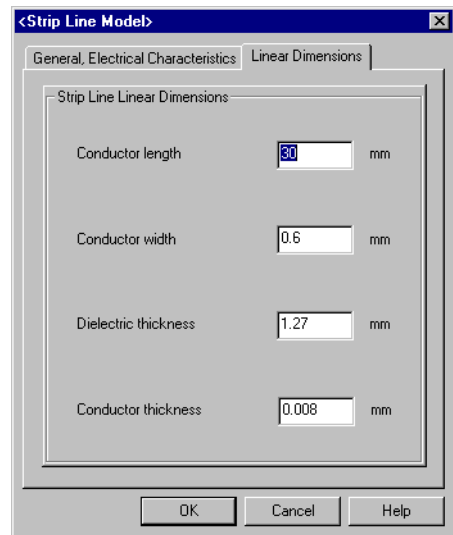 <Strip Line Model>
General, Electrical Characteristics
Linear Dimensions
Strip Line Linear Dimensions
Conductor length 30 mm
Conductor width 0.6 mm
Dielectric thickness 1.27 mm
Conductor thickness 0.008 mm
OK Cancel Help